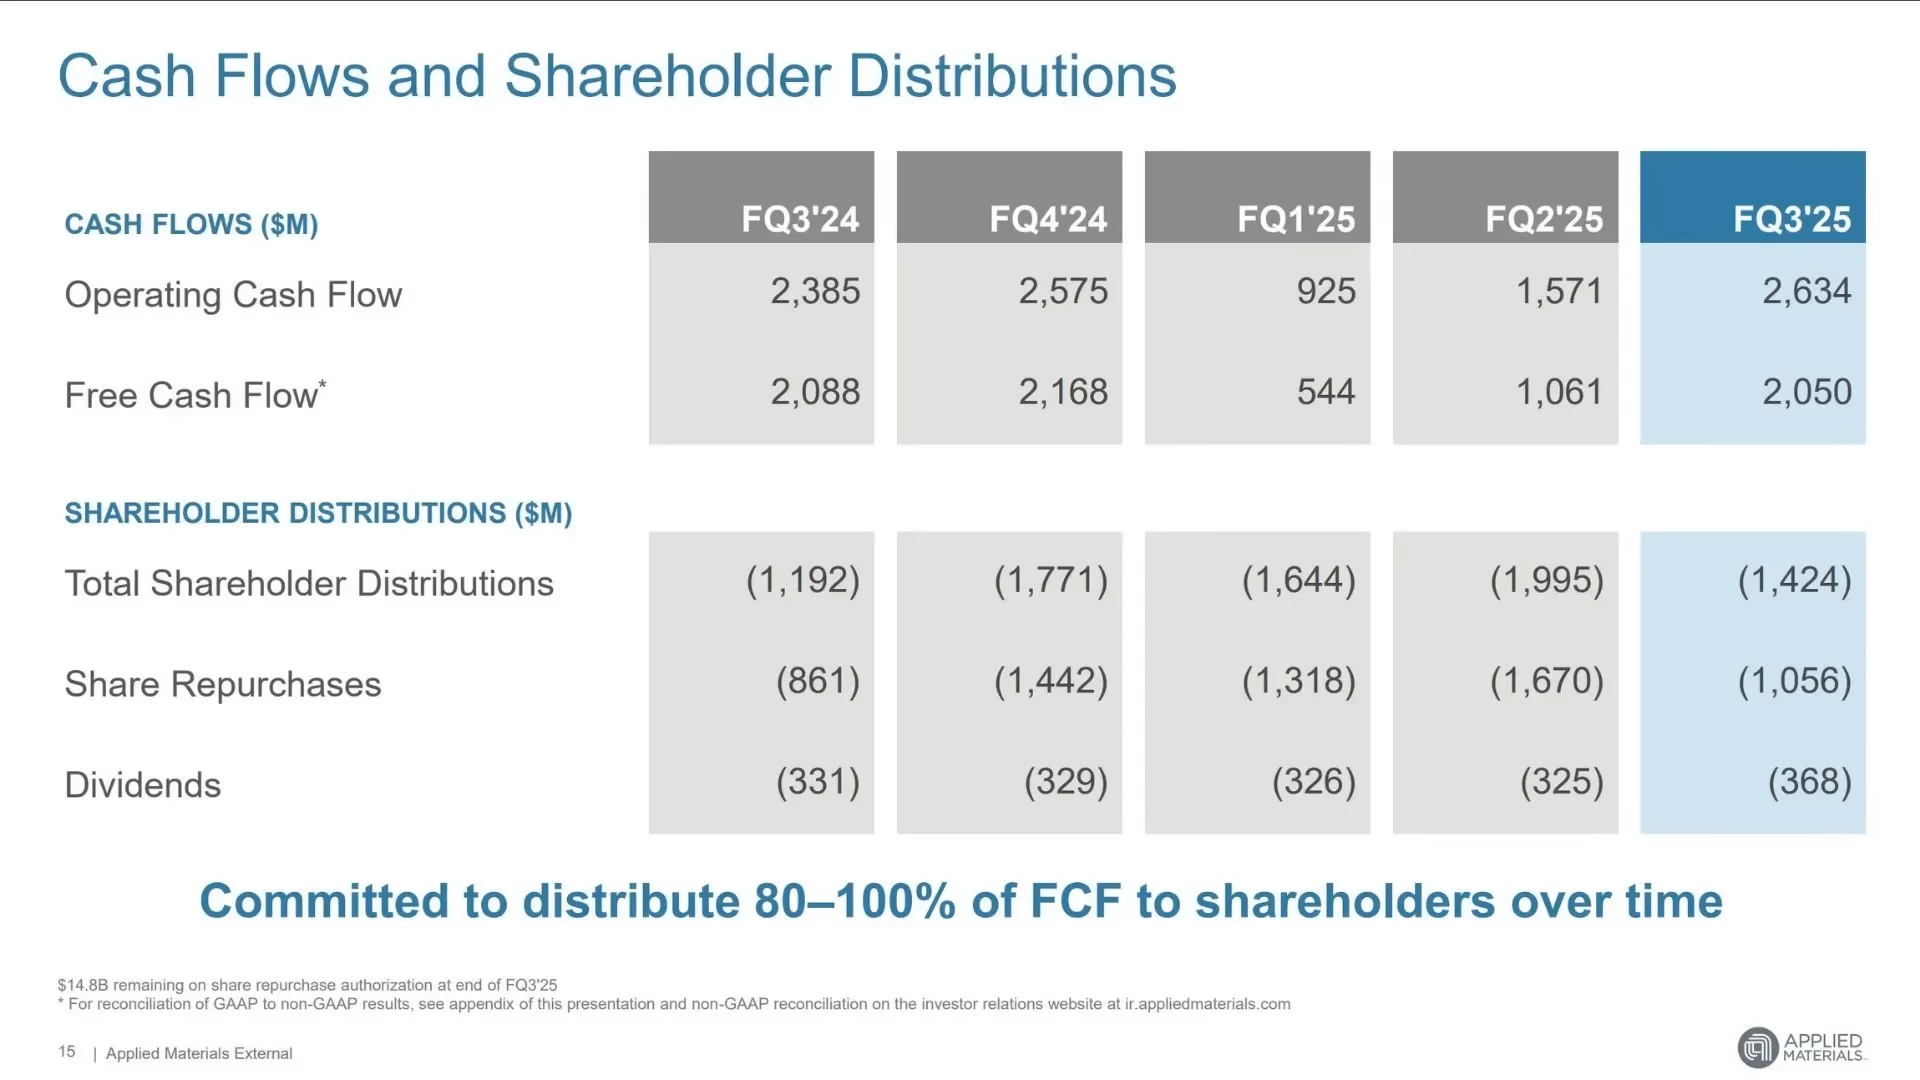 Cash Flows and Shareholder Distributions
CASH FLOWS ($M) FQ3'24 FQ4'24 FQ1'25 FQ2'25 FQ3'25
Operating Cash Flow 2,385 2,575 925 1,571 2,634
Free Cash Flow* 2,088 2,168 544 1,061 2,050
SHAREHOLDER DISTRIBUTIONS ($M)
Total Shareholder Distributions (1,192) (1,771) (1,644) (1,995) (1,424)
Share Repurchases (861) (1,442) (1,318) (1,670) (1,056)
Dividends (331) (329) (326) (325) (368)
Committed to distribute 80–100% of FCF to shareholders over time
$14.8B remaining on share repurchase authorization at end of FQ3'25
* For reconciliation of GAAP to non-GAAP results, see appendix of this presentation and non-GAAP reconciliation on the investor relations website at ir.appliedmaterials.com
15 | Applied Materials External
APPLIED
MATERIALS